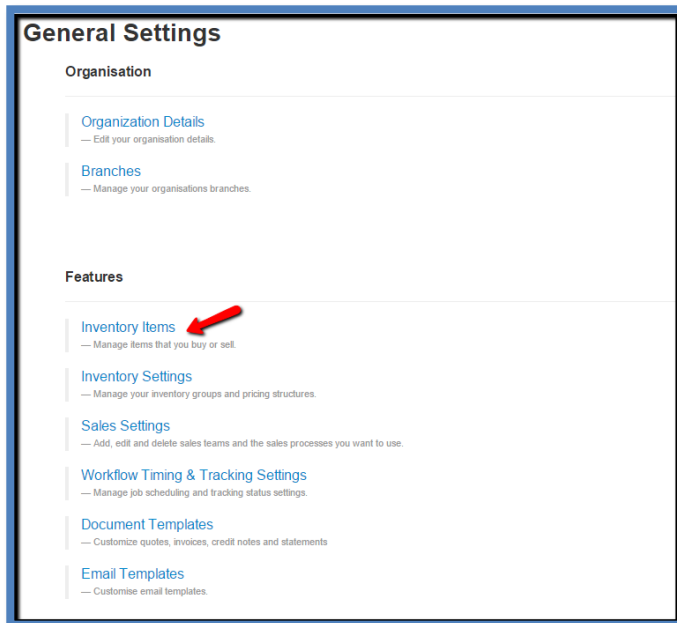 General Settings
Organisation
Organization Details
— Edit your organisation details.
Branches
— Manage your organisations branches.
Features
Inventory Items
— Manage items that you buy or sell.
Inventory Settings
— Manage your inventory groups and pricing structures.
Sales Settings
— Add, edit and delete sales teams and the sales processes you want to use.
Workflow Timing & Tracking Settings
— Manage job scheduling and tracking status settings.
Document Templates
— Customize quotes, invoices, credit notes and statements
Email Templates
— Customise email templates.